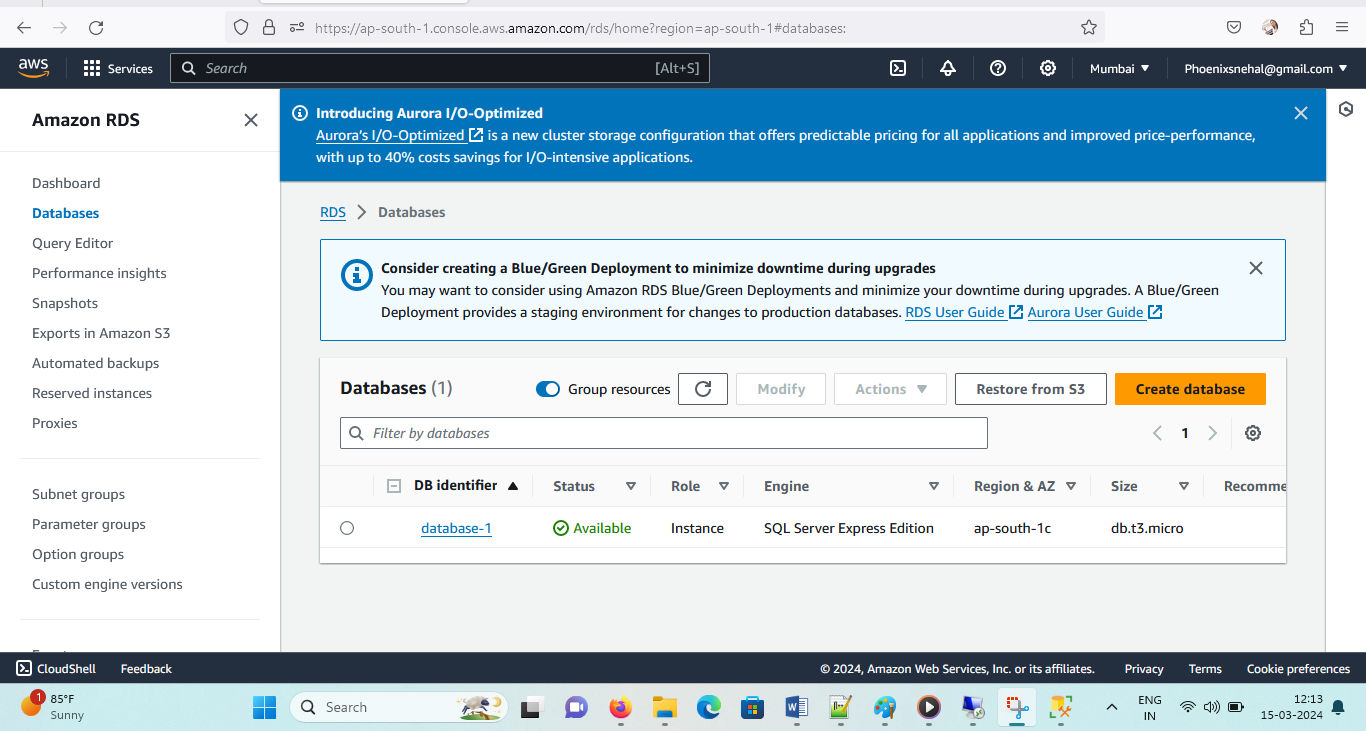 https://ap-south-1.console.aws.amazon.com/rds/home?region=ap-south-1#databases:
aws
Services
Search
[Alt+S]
Mumbai
Phoenixsnehal@gmail.com
Amazon RDS
Dashboard
Databases
Query Editor
Performance insights
Snapshots
Exports in Amazon S3
Automated backups
Reserved instances
Proxies
Subnet groups
Parameter groups
Option groups
Custom engine versions
Introducing Aurora I/O-Optimized
Aurora's I/O-Optimized is a new cluster storage configuration that offers predictable pricing for all applications and improved price-performance,
with up to 40% costs savings for I/O-intensive applications.
RDS > Databases
Consider creating a Blue/Green Deployment to minimize downtime during upgrades
You may want to consider using Amazon RDS Blue/Green Deployments and minimize your downtime during upgrades. A Blue/Green
Deployment provides a staging environment for changes to production databases. RDS User Guide Aurora User Guide
Databases (1)
Group resources
Modify
Actions
Restore from S3
Create database
Filter by databases
1
DB identifier Status Role Engine Region & AZ Size Recomme
database-1 Available Instance SQL Server Express Edition ap-south-1c db.t3.micro
CloudShell Feedback
© 2024, Amazon Web Services, Inc. or its affiliates. Privacy Terms Cookie preferences
1
85°F
Sunny
Search
ENG
IN
12:13
15-03-2024